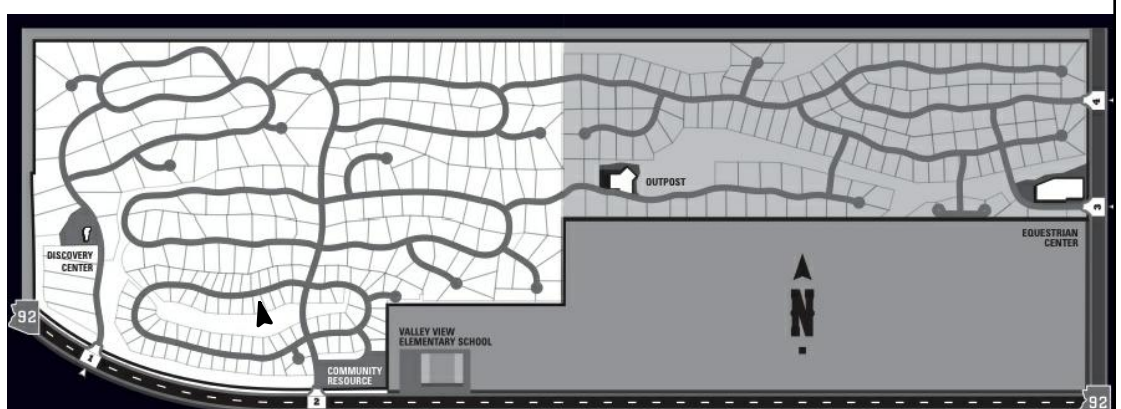 4
OUTPOST
3
EQUESTRIAN
CENTER
DISCOVERY
CENTER
92
N
VALLEY VIEW
ELEMENTARY SCHOOL
1
COMMUNITY
RESOURCE
2
92